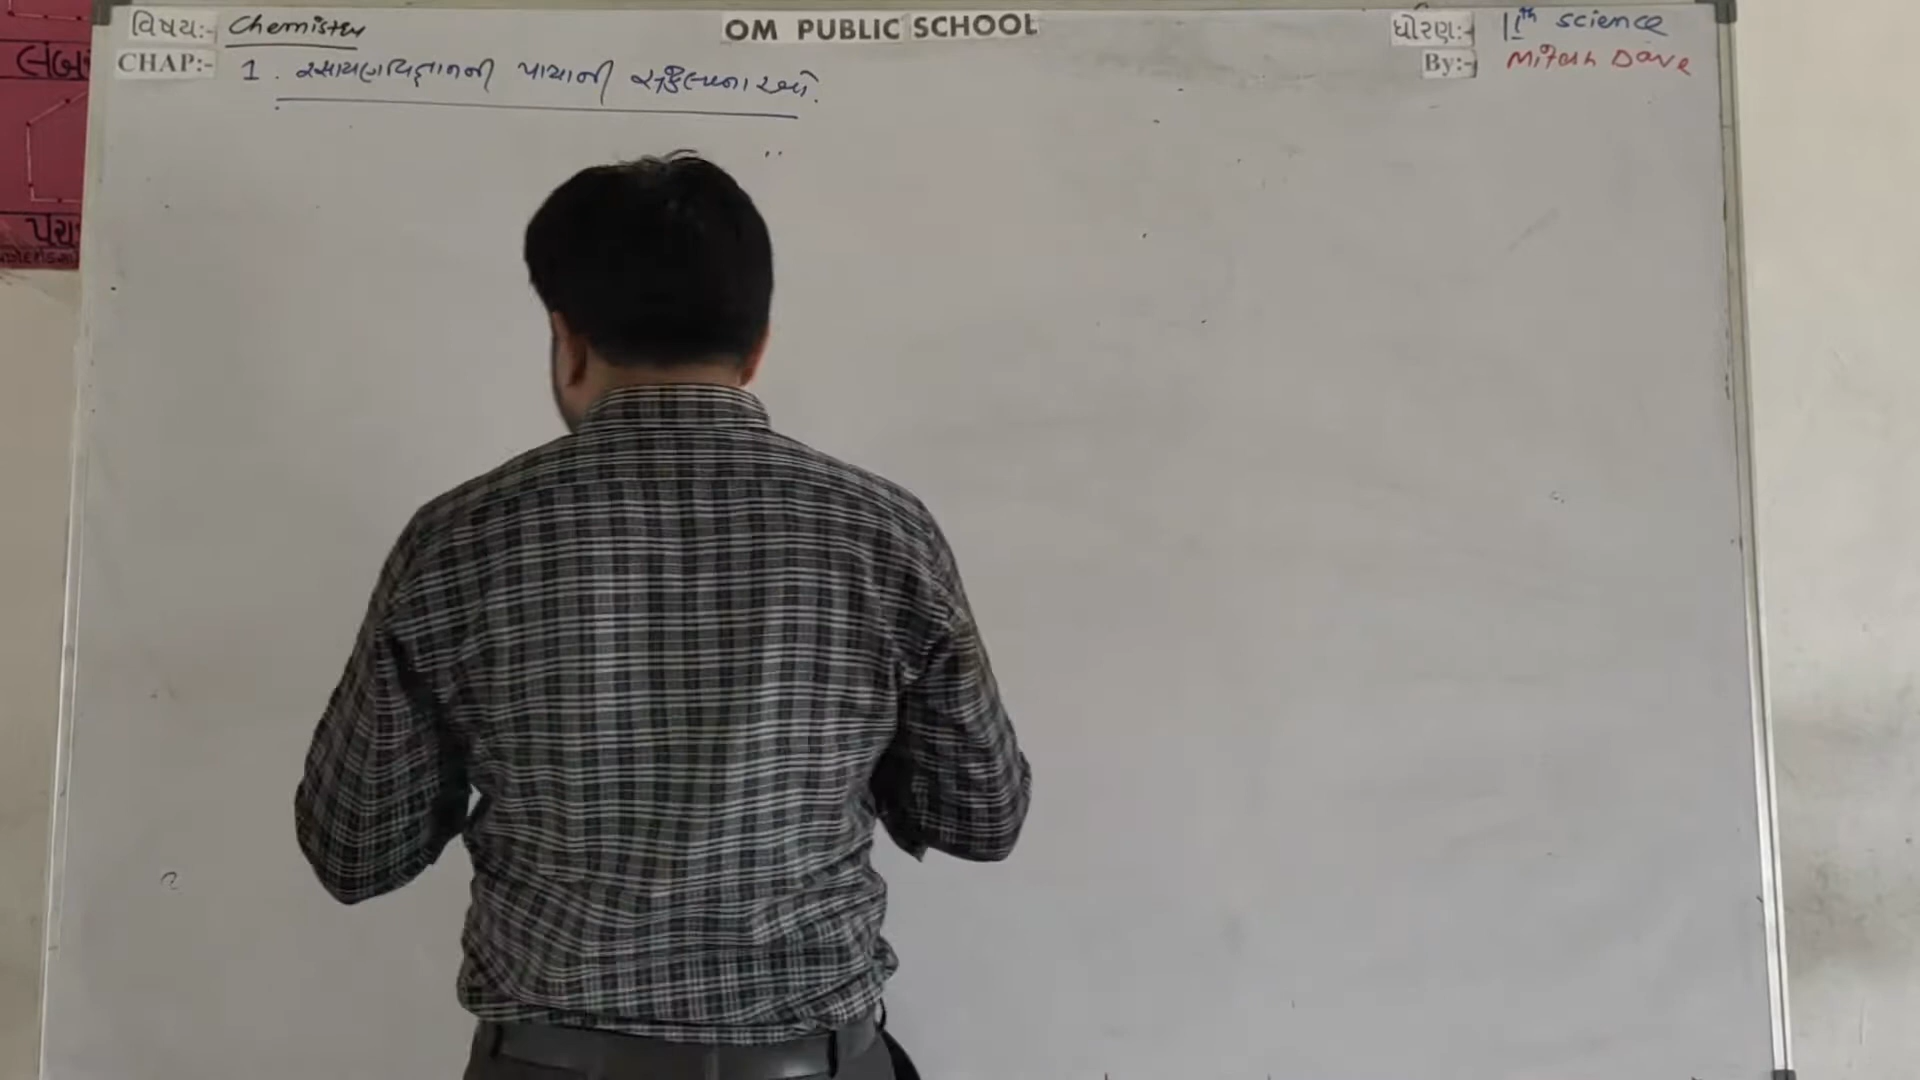 વિષય:- Chemistry
OM PUBLIC SCHOOL
ધોરણ:- 11th science
CHAP:- 1. રસાયણવિજ્ઞાનની પાયાની સંકલ્પનાઓ.
By:- Mitesh Dave
લંબ
પંચ